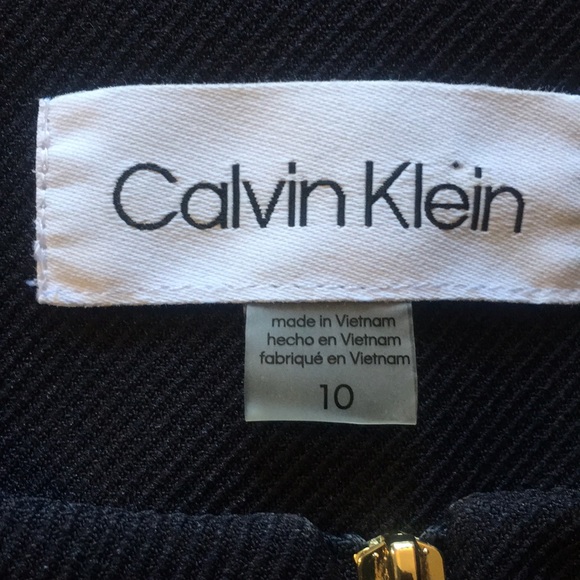 Calvin Klein
made in Vietnam
hecho en Vietnam
fabriqué en Vietnam
10